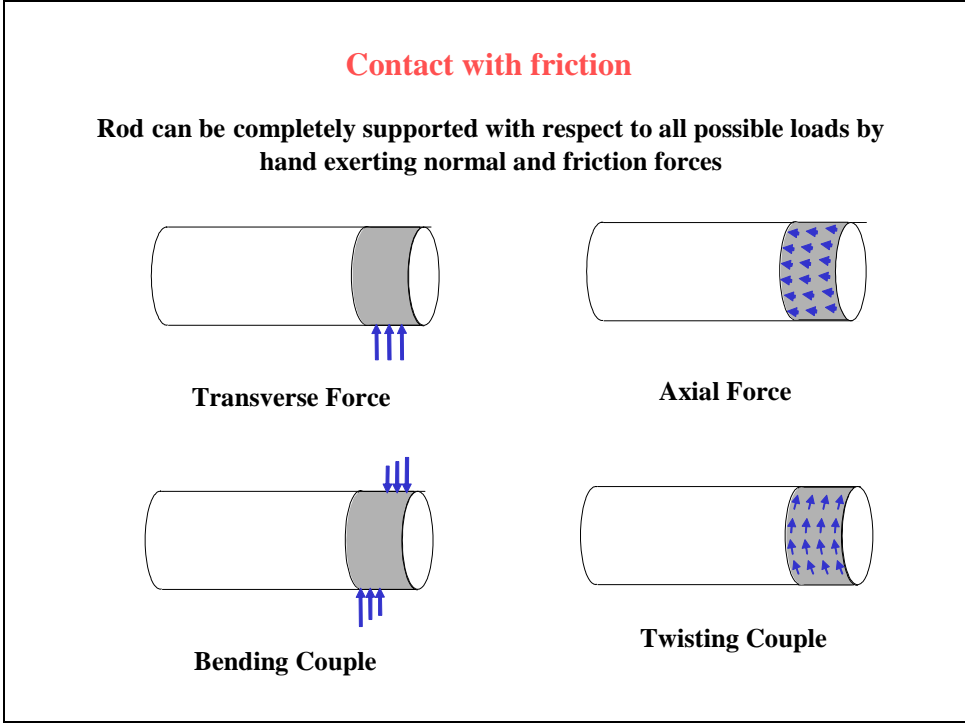 Contact with friction
Rod can be completely supported with respect to all possible loads by
hand exerting normal and friction forces
Transverse Force
Axial Force
Bending Couple
Twisting Couple